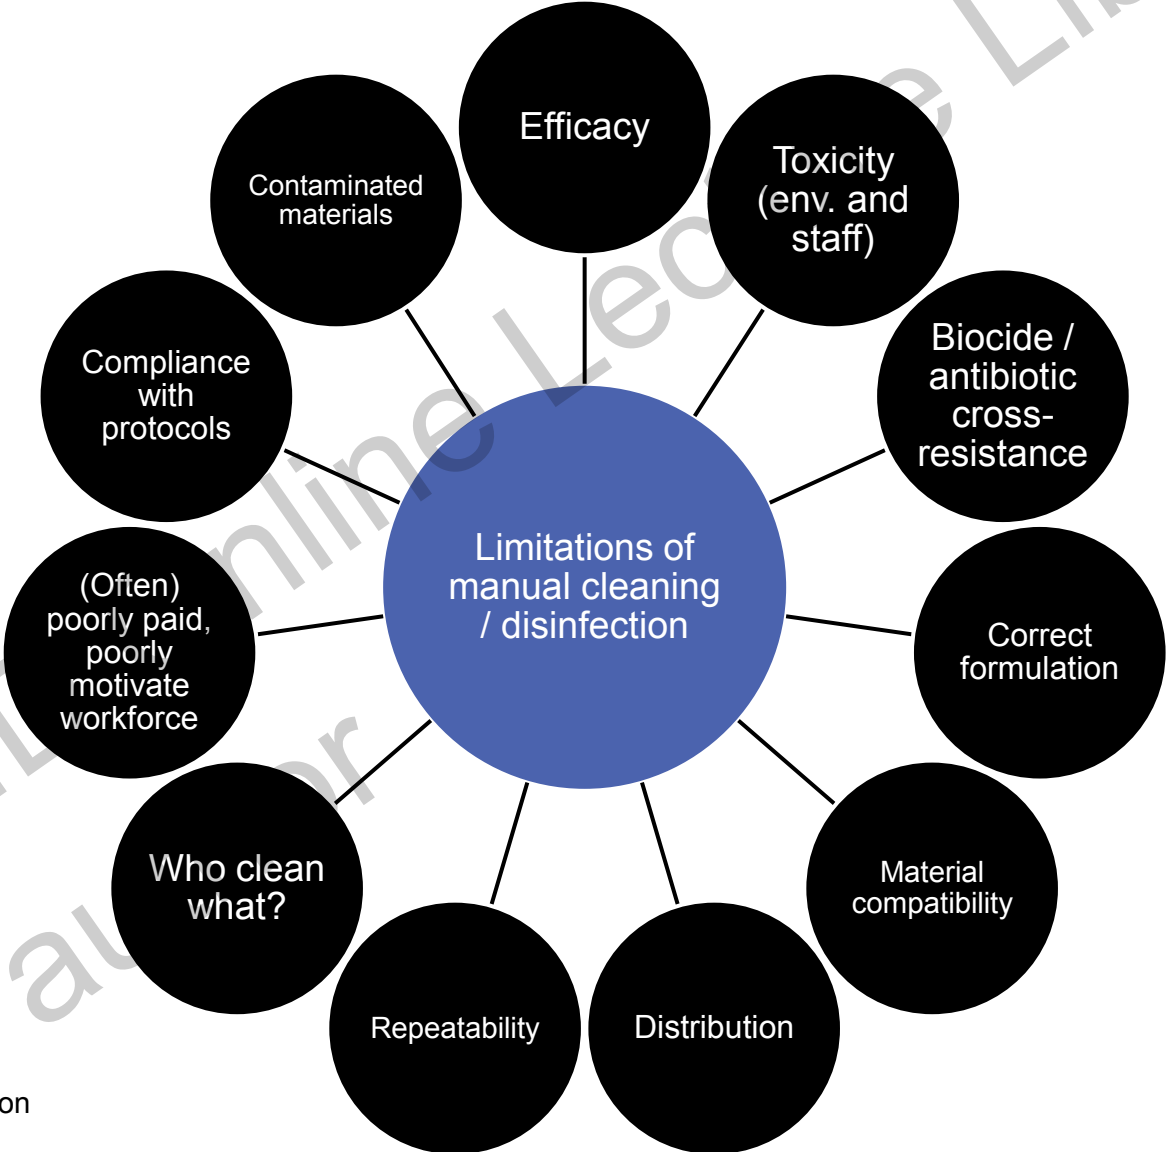 Efficacy
Toxicity
(env. and
staff)
Biocide /
antibiotic
cross-
resistance
Correct
formulation
Material
compatibility
Distribution
Repeatability
Who clean
what?
(Often)
poorly paid,
poorly
motivate
workforce
Compliance
with
protocols
Contaminated
materials
Limitations of
manual cleaning
/ disinfection